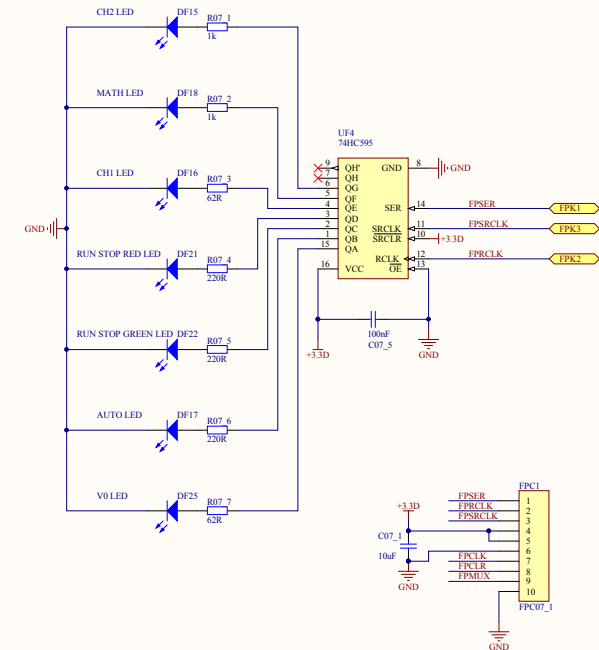 CH2 LED DF15 R07_1
1k
MATH LED DF18 R07_2
1k
CH1 LED DF16 R07_3
62R
GND
RUN STOP RED LED DF21 R07_4
220R
RUN STOP GREEN LED DF22 R07_5
220R
AUTO LED DF17 R07_6
220R
V0 LED DF25 R07_7
62R
UF4
74HC595
9 QH' GND 8 GND
7 QH
6 QG
5 QF
4 QE SER 14 FPSER FPK1
3 QD
2 QC SRCLK 11 FPSRCLK FPK3
1 QB SRCLR 10 +3.3D
15 QA
RCLK 12 FPRCLK FPK2
16 VCC OE 13
100nF
C07_5
+3.3D GND
FPC1
FPSER 1
FPRCLK 2
FPSRCLK 3
+3.3D 4
C07_1 5
10uF 6
FPCLK 7
FPCLR 8
FPMUX 9
GND 10
FPC07_1
GND